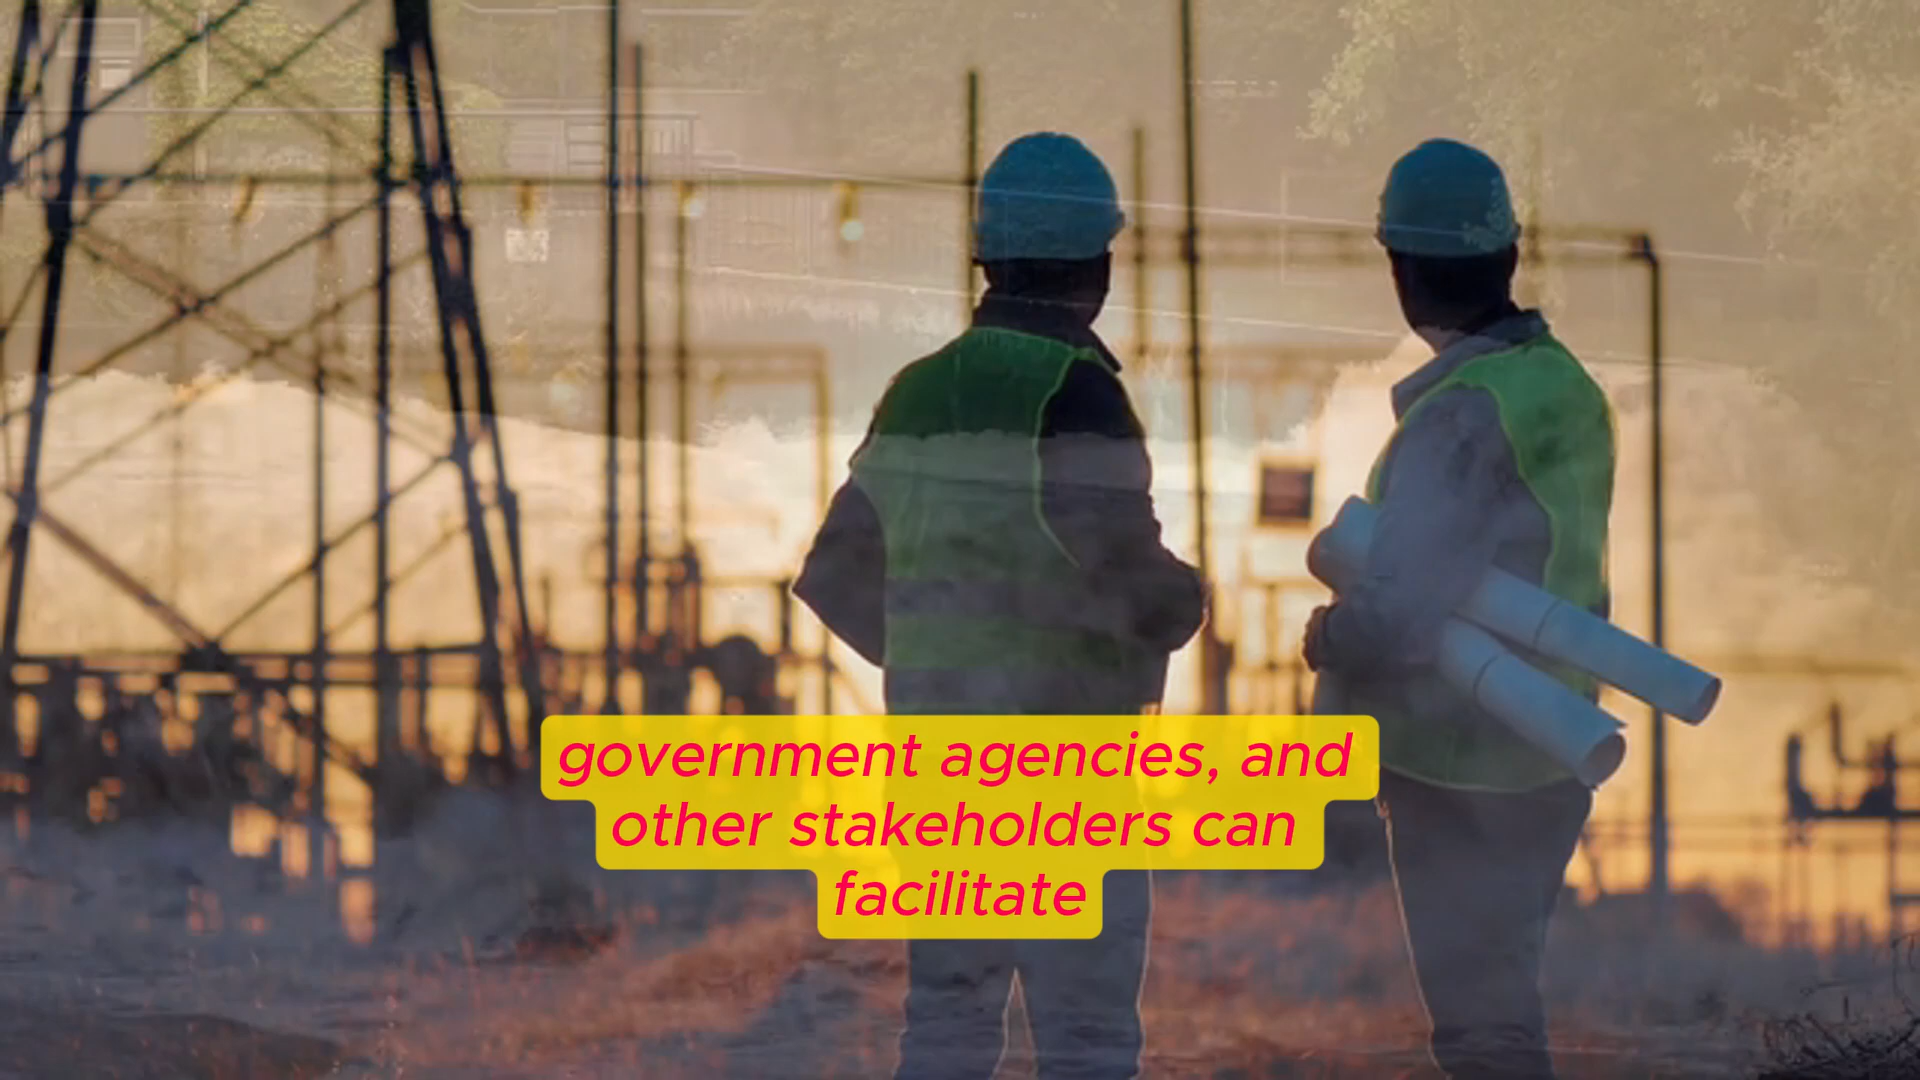 government agencies, and
other stakeholders can
facilitate